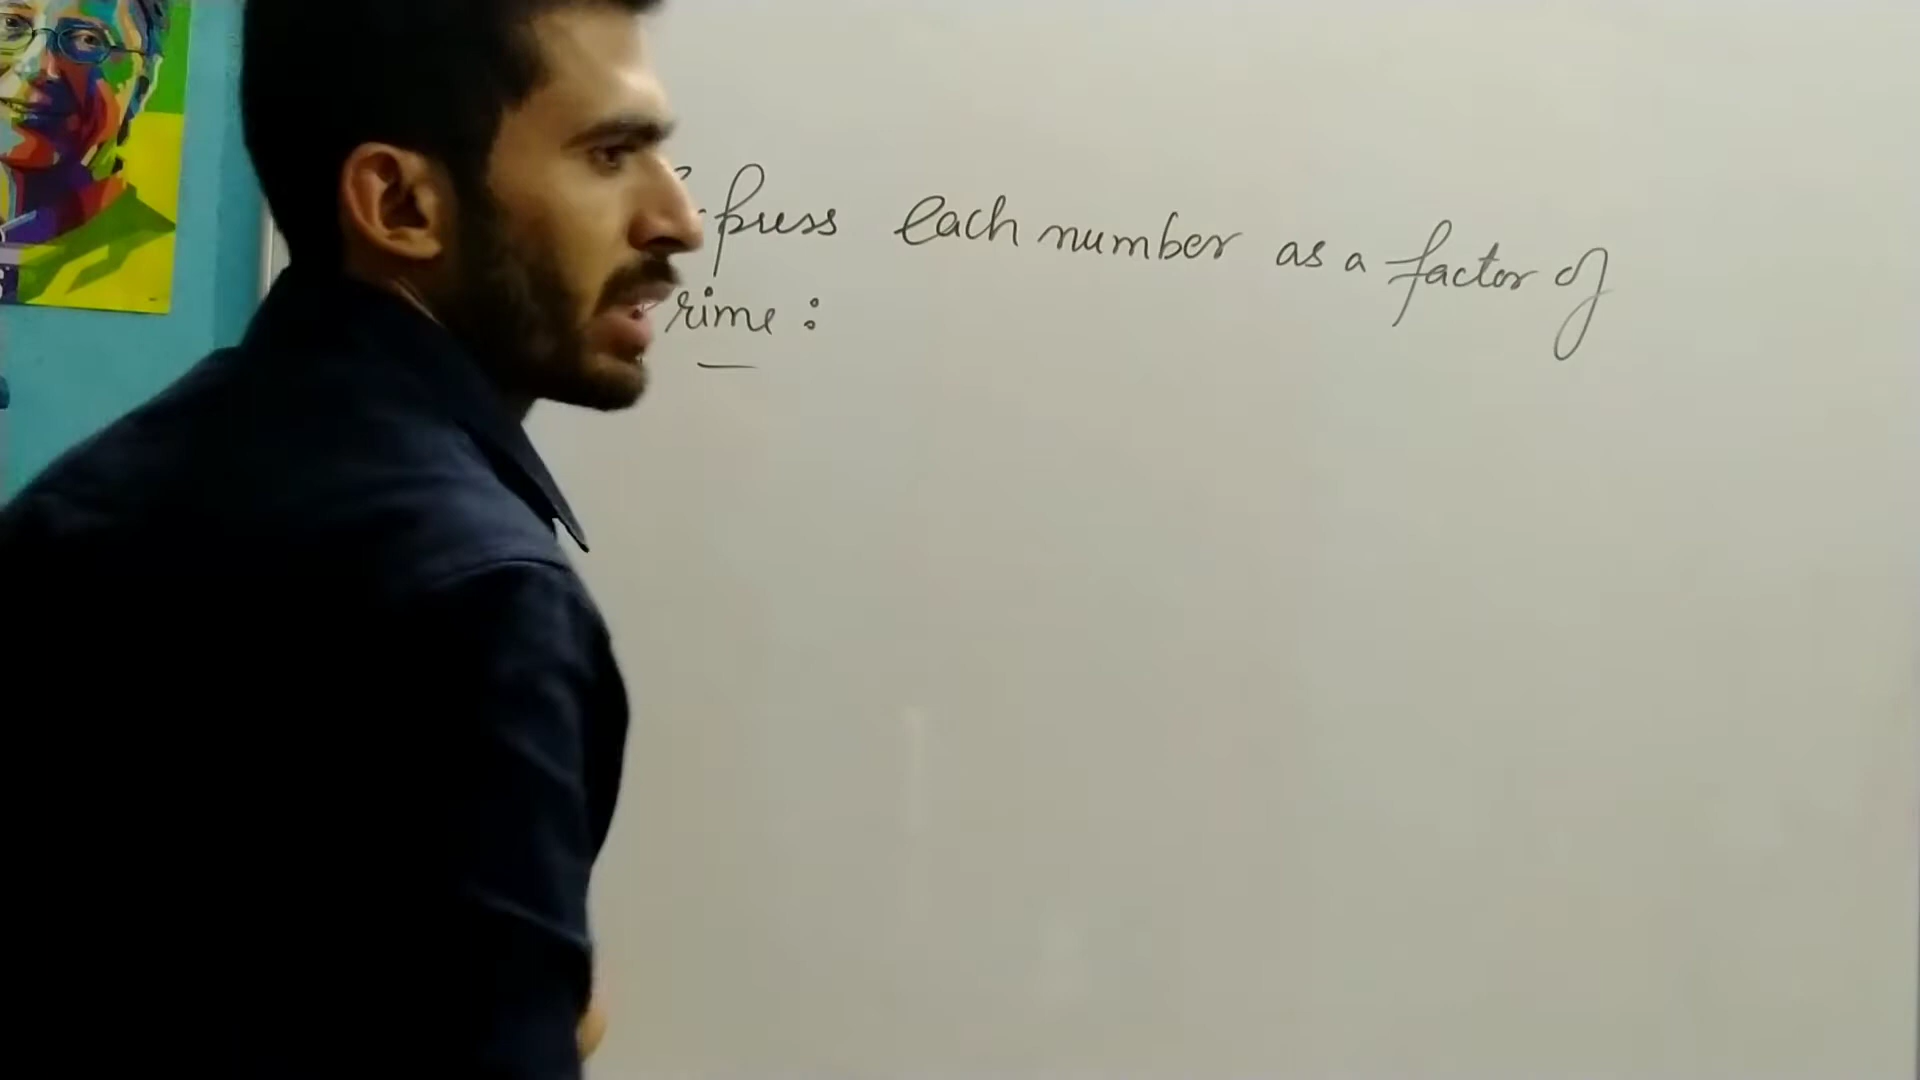 press each number as a factor of
rime :